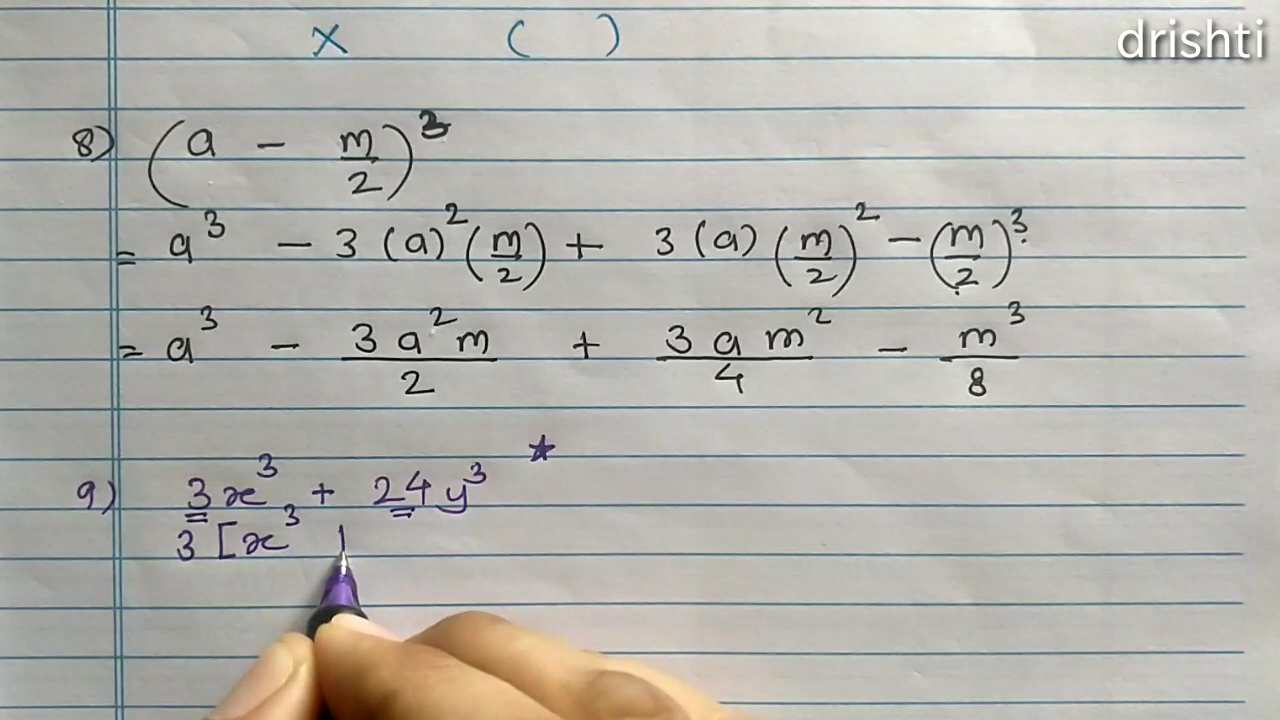 drishti
× ( )
8) (a - m/2)³
= a³ - 3 (a)² (m/2) + 3 (a) (m/2)² - (m/2)³
= a³ - 3a²m/2 + 3am²/4 - m³/8
★
9) 3x³ + 24y³
3 [x³